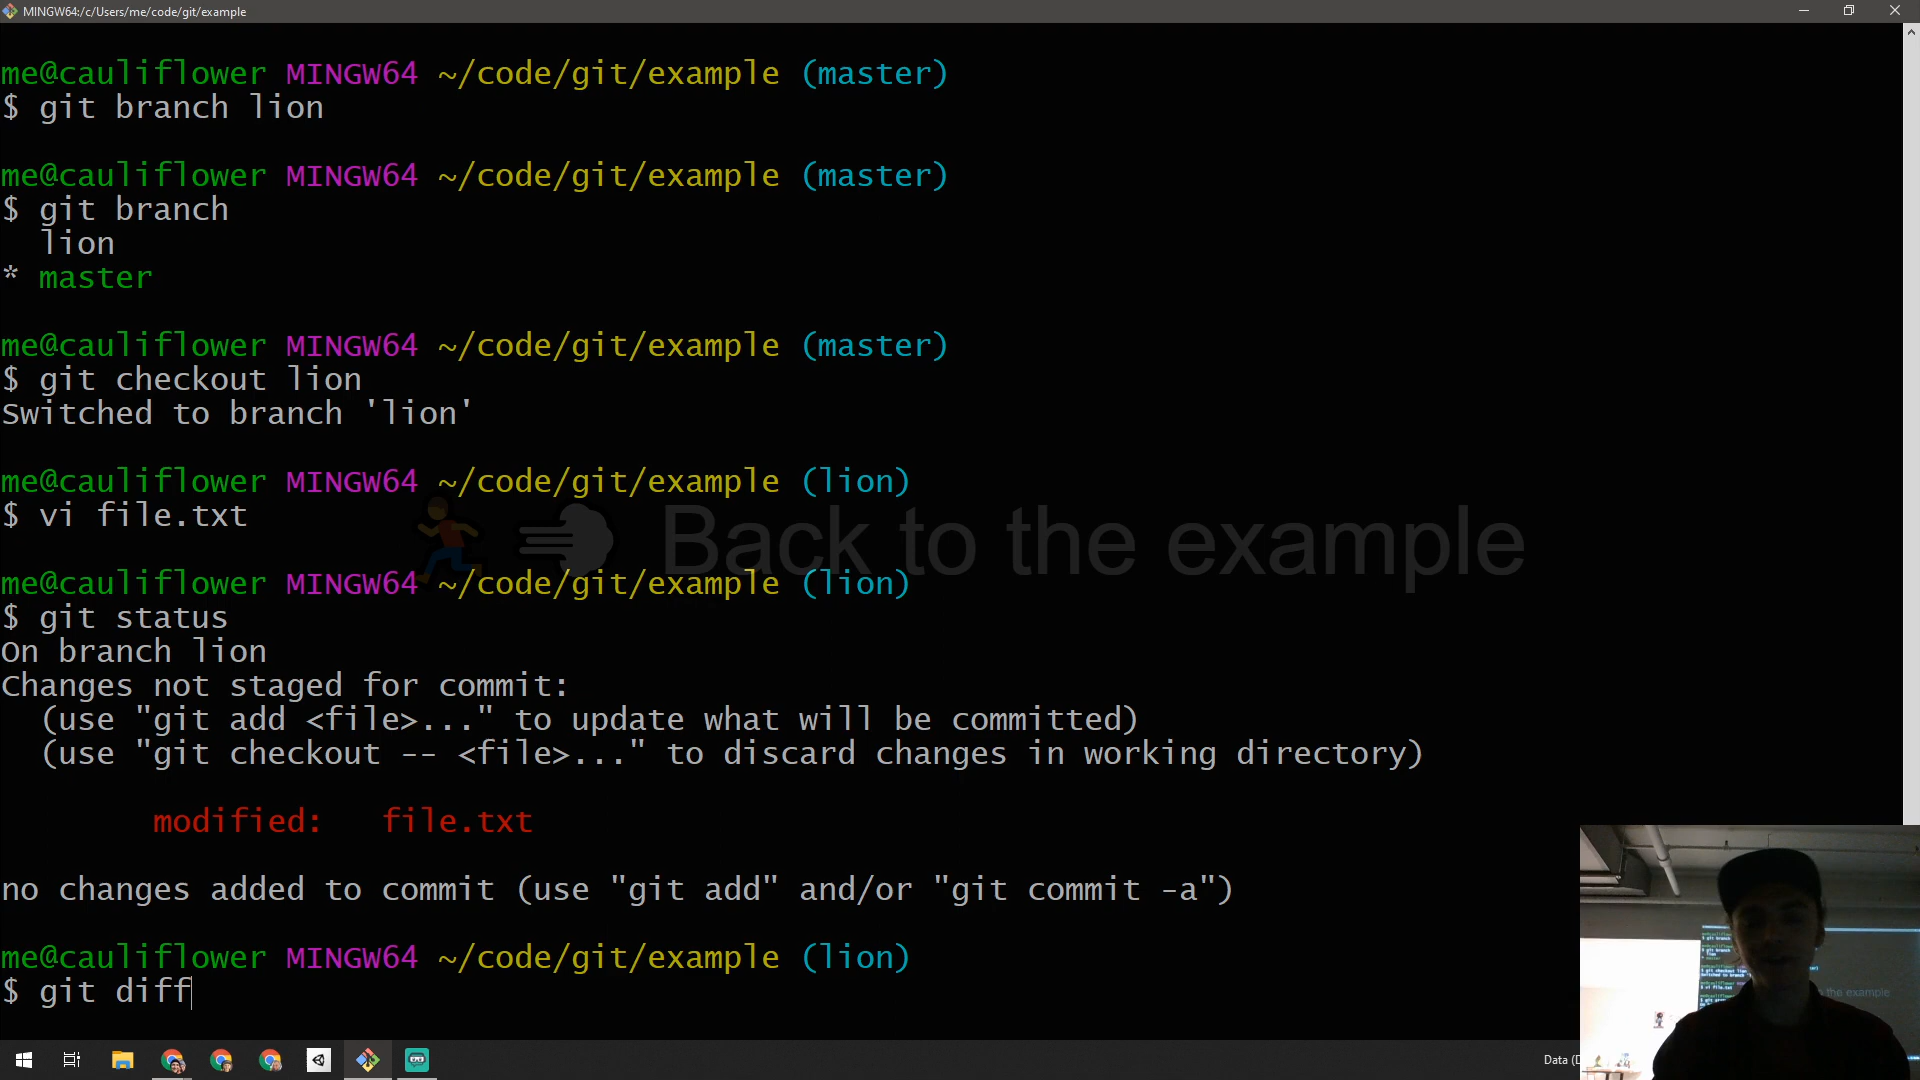 MINGW64:/c/Users/me/code/git/example
me@cauliflower MINGW64 ~/code/git/example (master)
$ git branch lion
me@cauliflower MINGW64 ~/code/git/example (master)
$ git branch
  lion
* master
me@cauliflower MINGW64 ~/code/git/example (master)
$ git checkout lion
Switched to branch 'lion'
me@cauliflower MINGW64 ~/code/git/example (lion)
$ vi file.txt
Back to the example
me@cauliflower MINGW64 ~/code/git/example (lion)
$ git status
On branch lion
Changes not staged for commit:
  (use "git add <file>..." to update what will be committed)
  (use "git checkout -- <file>..." to discard changes in working directory)
        modified:   file.txt
no changes added to commit (use "git add" and/or "git commit -a")
me@cauliflower MINGW64 ~/code/git/example (lion)
$ git diff
Data
the example